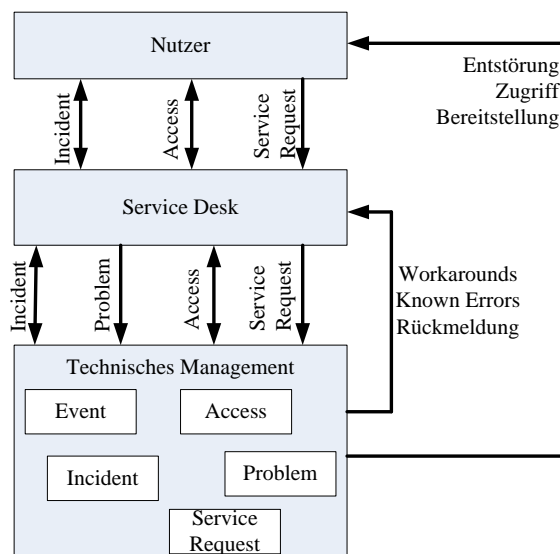 Nutzer
Entstörung
Zugriff
Bereitstellung
Incident
Access
Service
Request
Service Desk
Incident
Problem
Access
Service
Request
Workarounds
Known Errors
Rückmeldung
Technisches Management
Event
Access
Incident
Problem
Service
Request